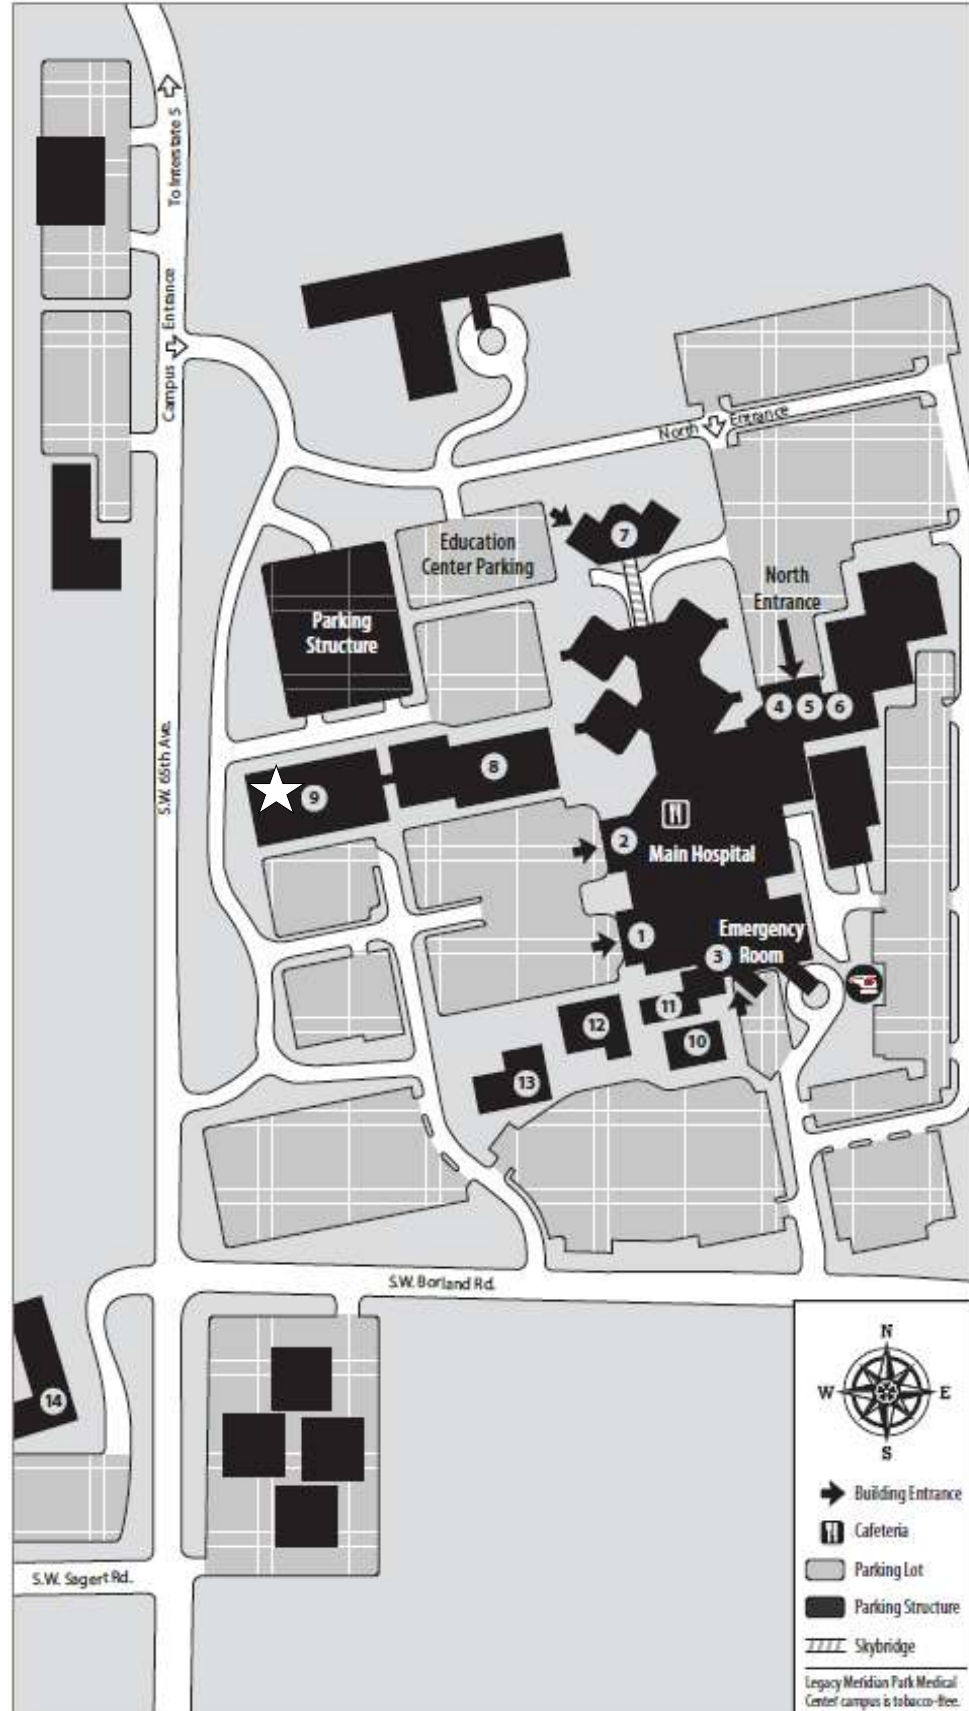 To Interstate 5
Campus Entrance
North Entrance
7
Education
Center Parking
North
Entrance
Parking
Structure
4 5 6
S.W. 65th Ave.
8
9
2
Main Hospital
1
Emergency
Room
3
11
12
10
13
S.W. Borland Rd.
14
S.W. Sagert Rd.
N
W E
S
Building Entrance
Cafeteria
Parking Lot
Parking Structure
Skybridge
Legacy Meridian Park Medical
Center campus is tobacco-free.